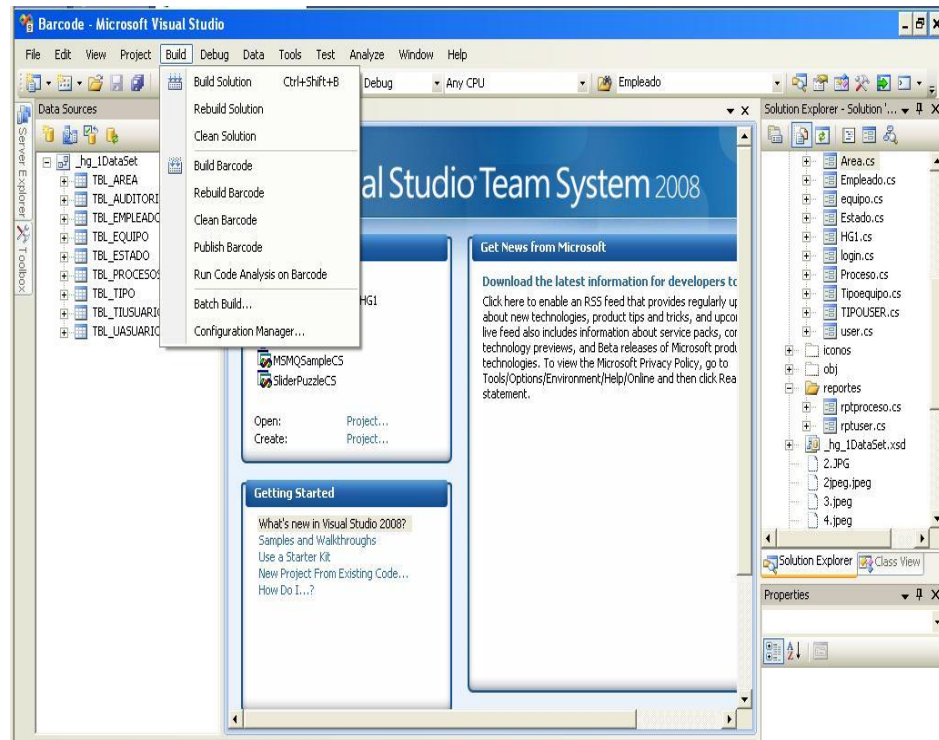 Barcode - Microsoft Visual Studio
File Edit View Project Build Debug Data Tools Test Analyze Window Help
Debug Any CPU Empleado
Build Solution Ctrl+Shift+B
Rebuild Solution
Clean Solution
Build Barcode
Rebuild Barcode
Clean Barcode
Publish Barcode
Run Code Analysis on Barcode
Batch Build...
Configuration Manager...
Server Explorer
Toolbox
Data Sources
_hg_1DataSet
TBL_AREA
TBL_AUDITORI
TBL_EMPLEADO
TBL_EQUIPO
TBL_ESTADO
TBL_PROCESOS
TBL_TIPO
TBL_TIUSUARIO
TBL_UASUARIO
al Studio Team System 2008
HG1
MSMQSampleCS
SliderPuzzleCS
Open: Project...
Create: Project...
Getting Started
What's new in Visual Studio 2008?
Samples and Walkthroughs
Use a Starter Kit
New Project From Existing Code...
How Do I...?
Get News from Microsoft
Download the latest information for developers to
Click here to enable an RSS feed that provides regularly up
about new technologies, product tips and tricks, and upcor
live feed also includes information about service packs, cor
technology previews, and Beta releases of Microsoft produ
technologies. To view the Microsoft Privacy Policy, go to
Tools/Options/Environment/Help/Online and then click Rea
statement.
Solution Explorer - Solution '...
Area.cs
Empleado.cs
equipo.cs
Estado.cs
HG1.cs
login.cs
Proceso.cs
Tipoequipo.cs
TIPOUSER.cs
user.cs
iconos
obj
reportes
rptproceso.cs
rptuser.cs
_hg_1DataSet.xsd
2.JPG
2jpeg.jpeg
3.jpeg
4.jpeg
Solution Explorer Class View
Properties